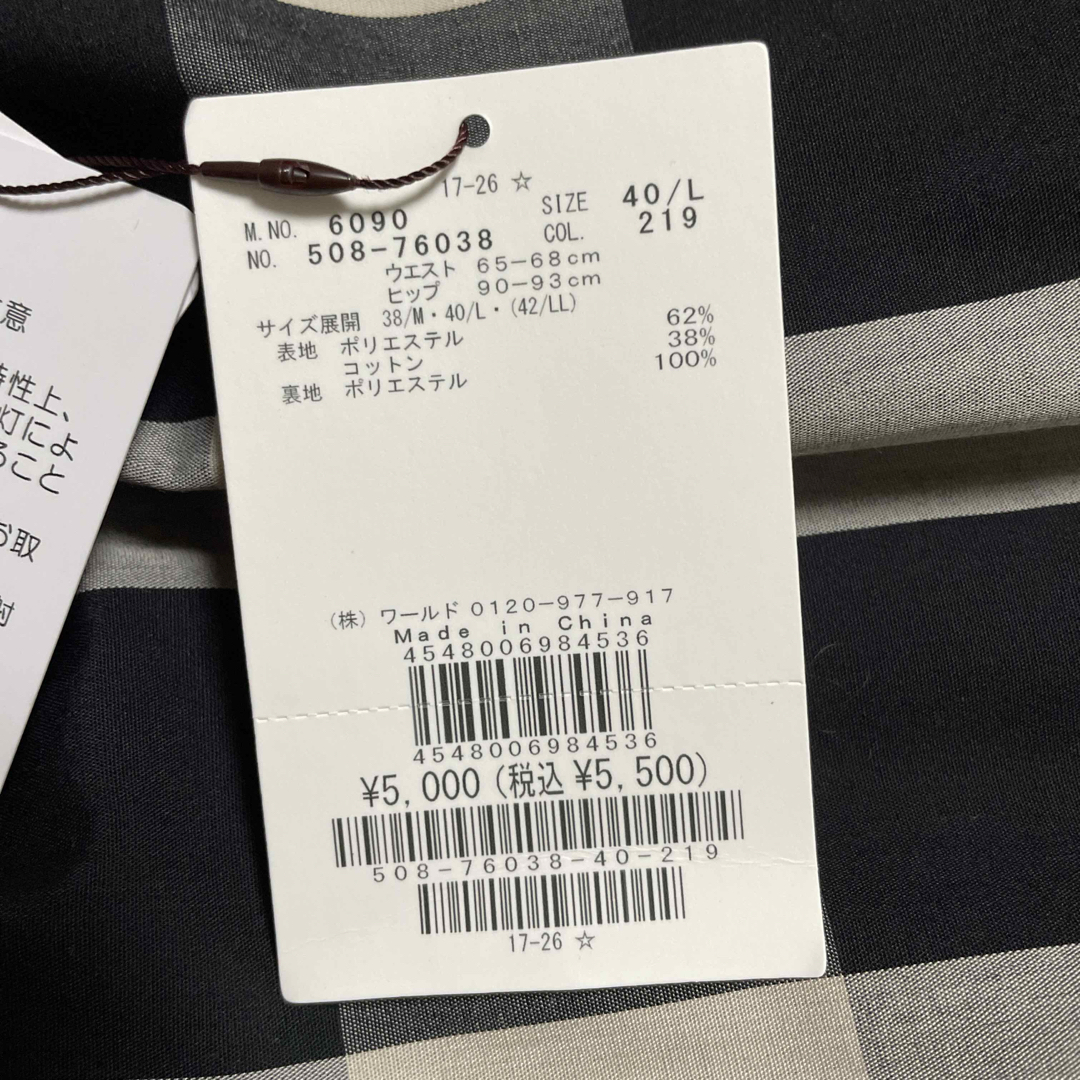 17-26 ☆
M.NO. 6090 SIZE 40/L
NO. 508-76038 COL. 219
ウエスト 65-68cm
ヒップ 90-93cm
サイズ展開 38/M・40/L・(42/LL)
表地 ポリエステル 62%
コットン 38%
裏地 ポリエステル 100%
(株) ワールド 0120-977-917
Made in China
4548006984536
4548006984536
¥5,000 (税込 ¥5,500)
508-76038-40-219
17-26 ☆
意
性上、
灯によ
ること
お取